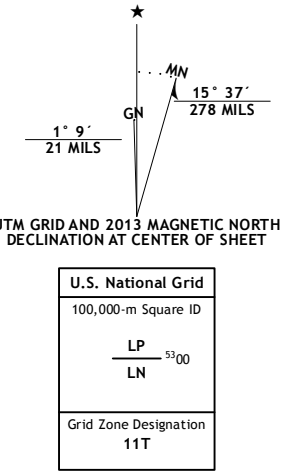 ★
MN
GN
15° 37´
278 MILS
1° 9´
21 MILS
UTM GRID AND 2013 MAGNETIC NORTH
DECLINATION AT CENTER OF SHEET
U.S. National Grid
100,000-m Square ID
LP
5300
LN
Grid Zone Designation
11T